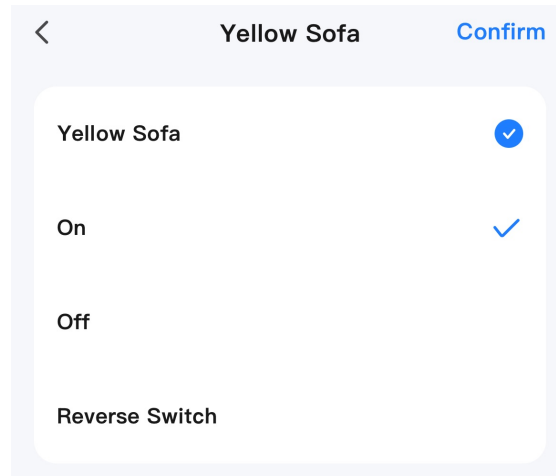 Yellow Sofa Confirm
Yellow Sofa
On
Off
Reverse Switch